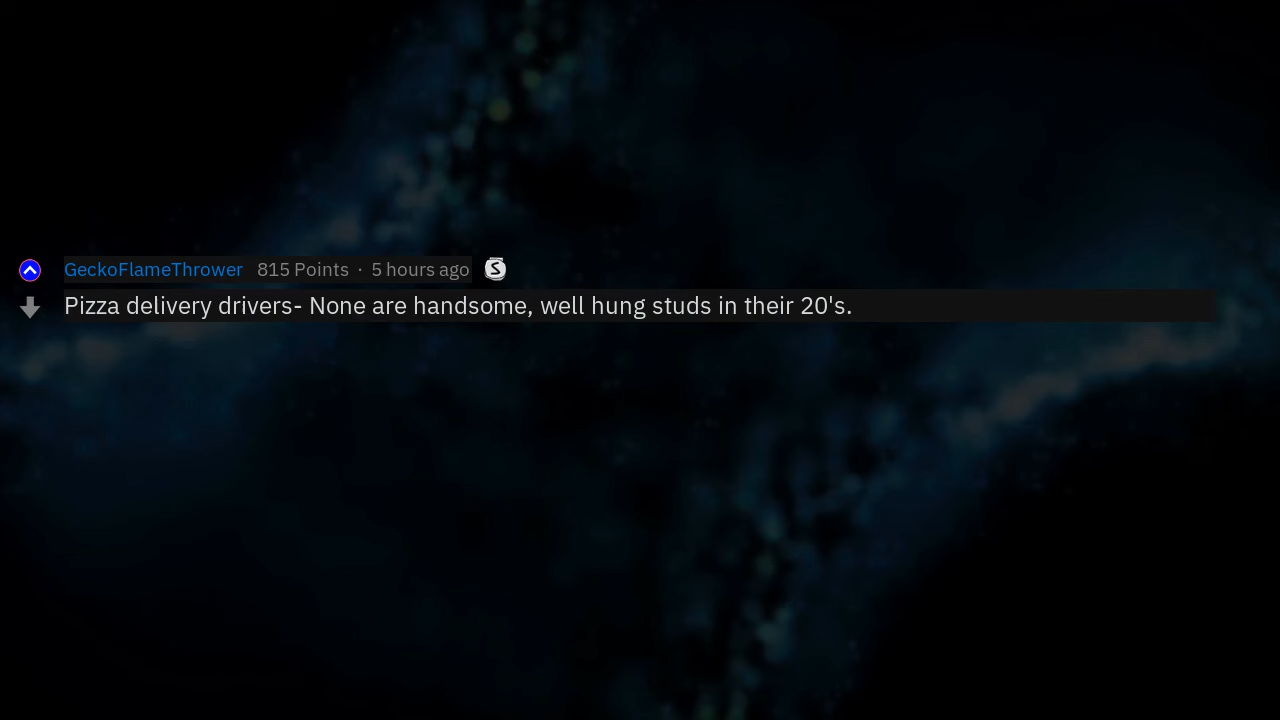 GeckoFlameThrower 815 Points · 5 hours ago
Pizza delivery drivers- None are handsome, well hung studs in their 20's.